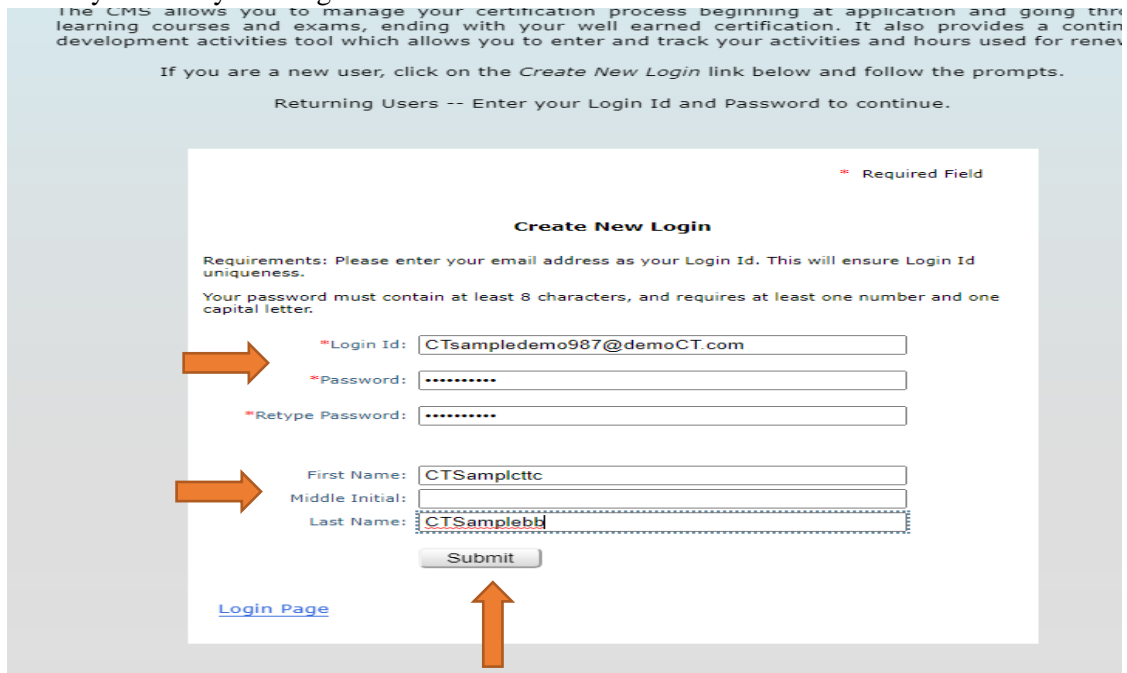 The CMS allows you to manage your certification process beginning at application and going
learning courses and exams, ending with your well earned certification. It also provides a
development activities tool which allows you to enter and track your activities and hours used for
If you are a new user, click on the Create New Login link below and follow the prompts.
Returning Users -- Enter your Login Id and Password to continue.
* Required Field
Create New Login
Requirements: Please enter your email address as your Login Id. This will ensure Login Id
uniqueness.
Your password must contain at least 8 characters, and requires at least one number and one
capital letter.
*Login Id: CTsampledemo987@demoCT.com
*Password: ••••••••••
*Retype Password: ••••••••••
First Name: CTSamplcttc
Middle Initial:
Last Name: CTSamplebb
Submit
Login Page